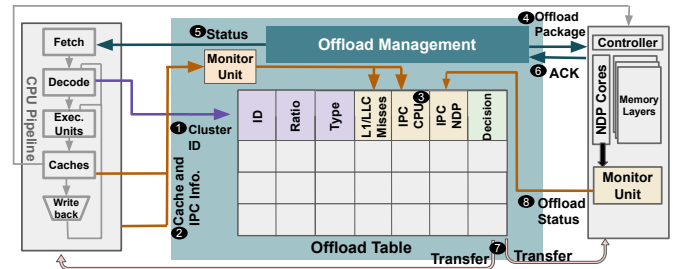 CPU Pipeline
Fetch
Decode
Exec.
Units
Caches
Write
back
5 Status
Offload Management
Monitor
Unit
1 Cluster
ID
Cache and
IPC Info.
2
ID
Ratio
Type
L1/LLC
Misses
IPC
CPU
3
IPC
NDP
Decision
Offload Table
4 Offload
Package
6 ACK
Controller
NDP Cores
Memory
Layers
Monitor
Unit
8 Offload
Status
7
Transfer
Transfer